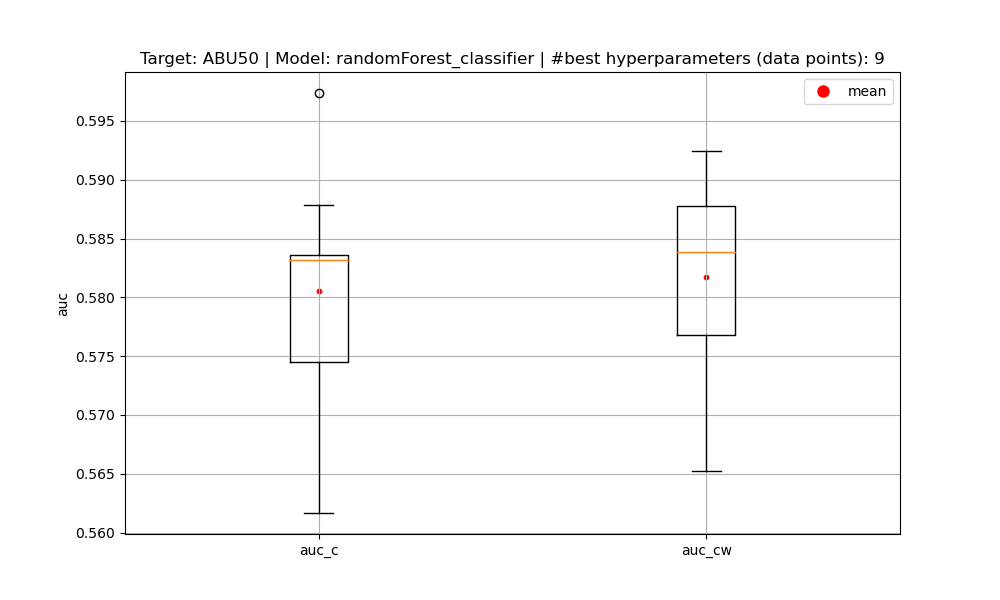 Target: ABU50 | Model: randomForest_classifier | #best hyperparameters (data points): 9
mean
0.595
0.590
0.585
0.580
0.575
0.570
0.565
0.560
auc
auc_c
auc_cw